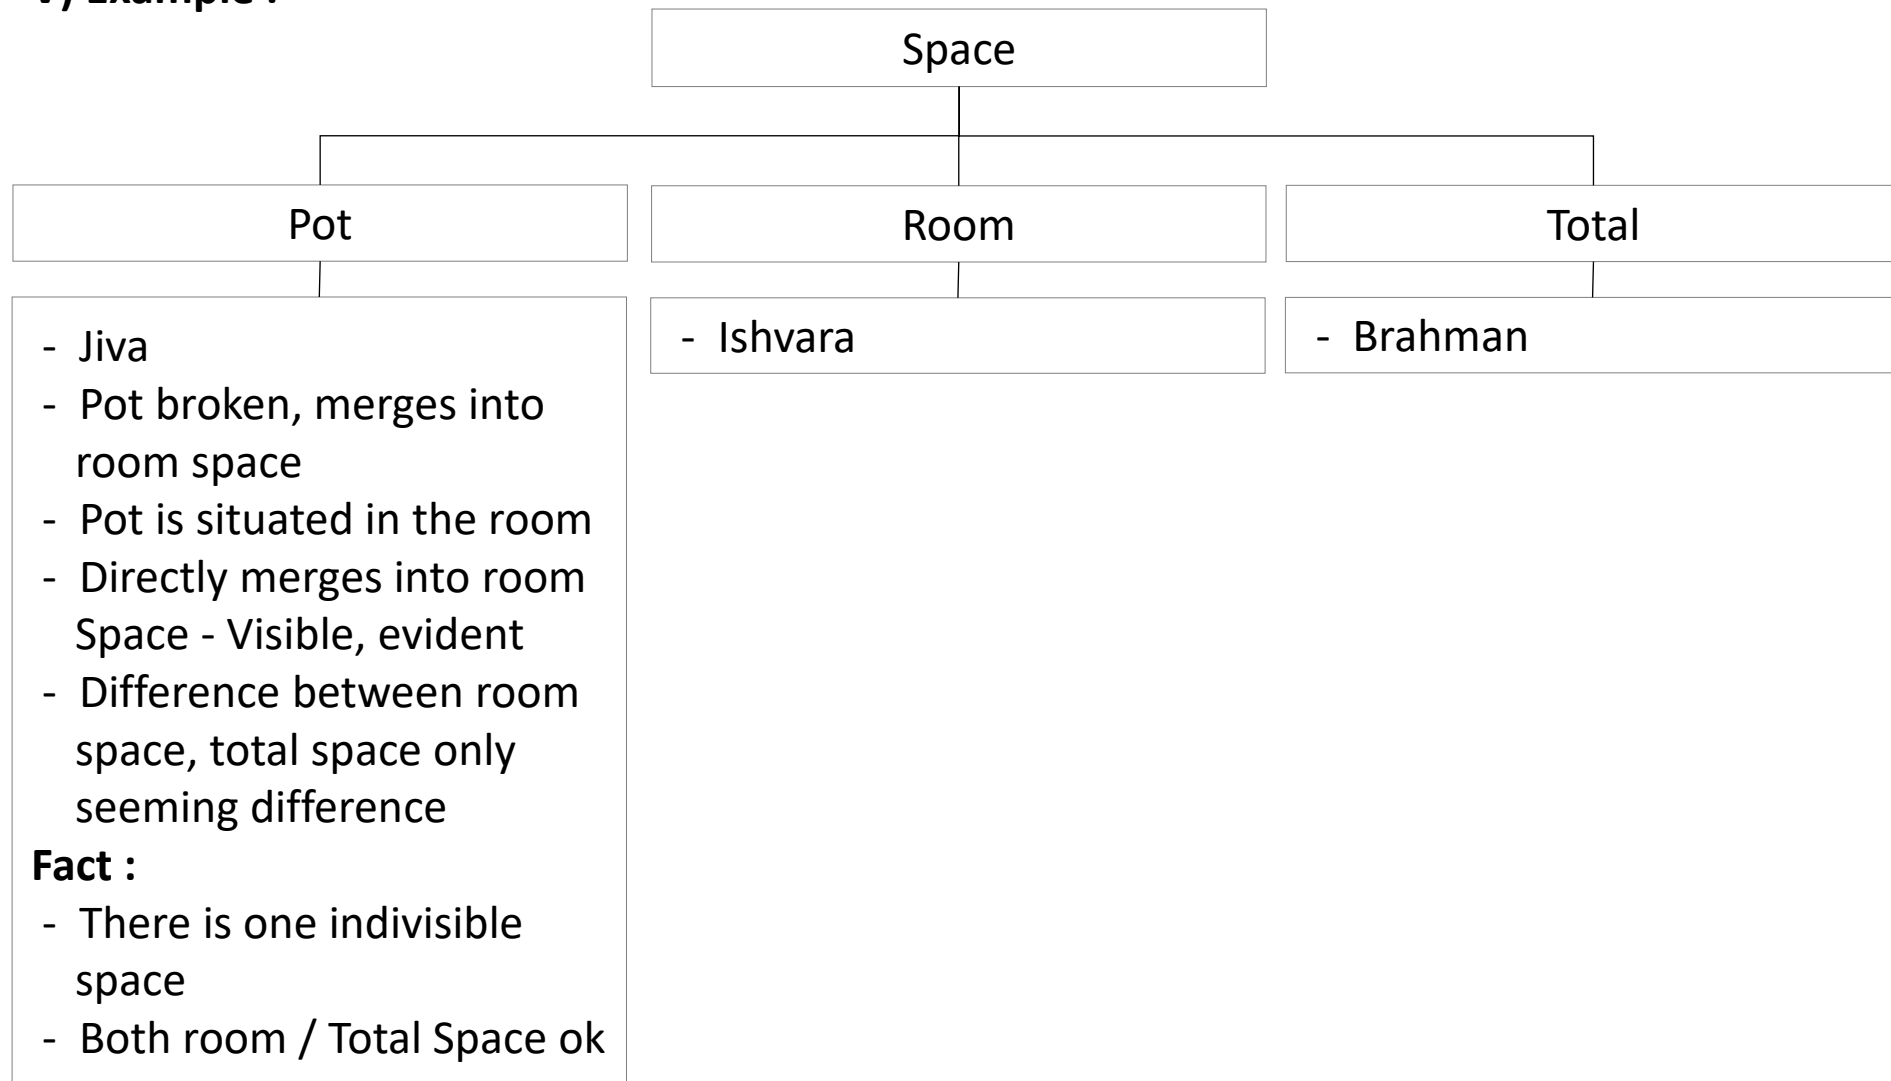 V) Example :
Space
Pot
Room
Total
- Jiva
- Pot broken, merges into
room space
- Pot is situated in the room
- Directly merges into room
Space - Visible, evident
- Difference between room
space, total space only
seeming difference
Fact :
- There is one indivisible
space
- Both room / Total Space ok
- Ishvara
- Brahman